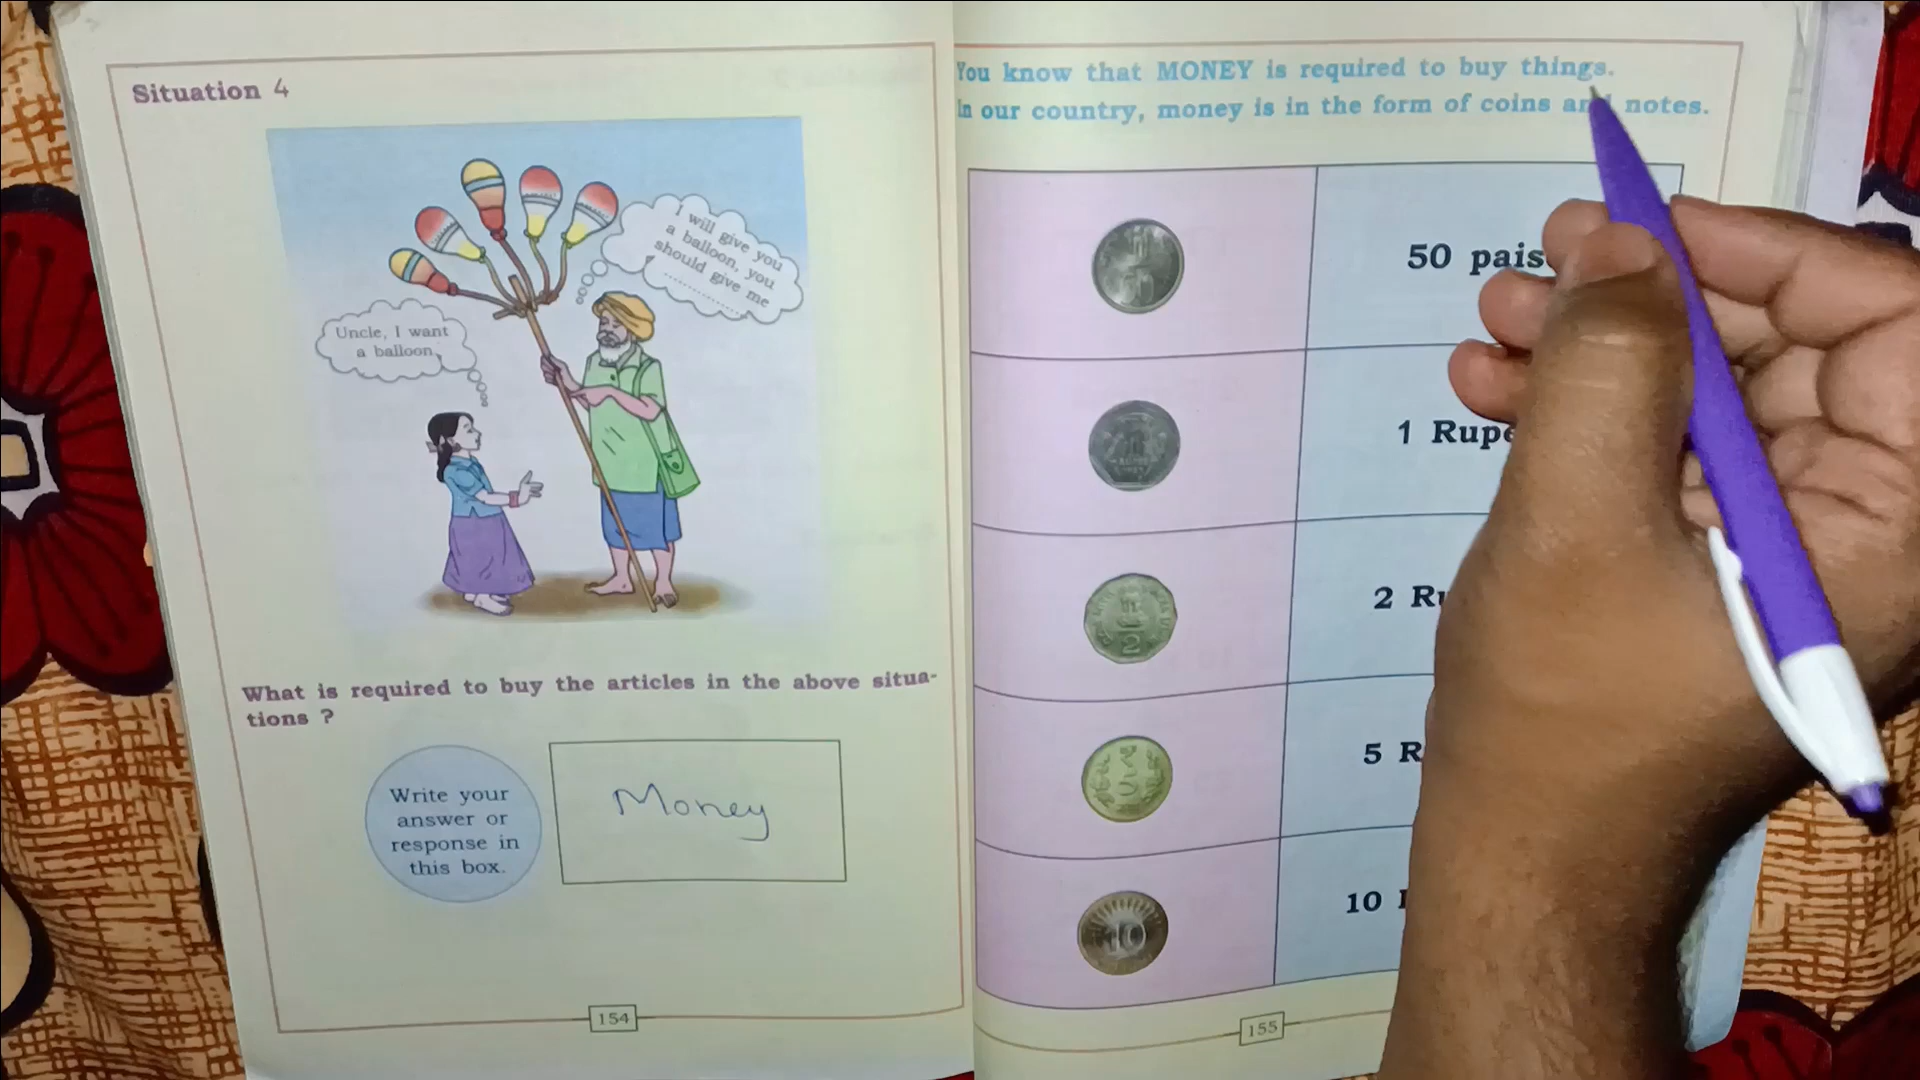 Situation 4
I will give you
a balloon, you
should give me
..................
Uncle, I want
a balloon.
What is required to buy the articles in the above situa-
tions ?
Write your
answer or
response in
this box.
Money
154
You know that MONEY is required to buy things.
In our country, money is in the form of coins and notes.
50
1
2
5
10
2
10
155